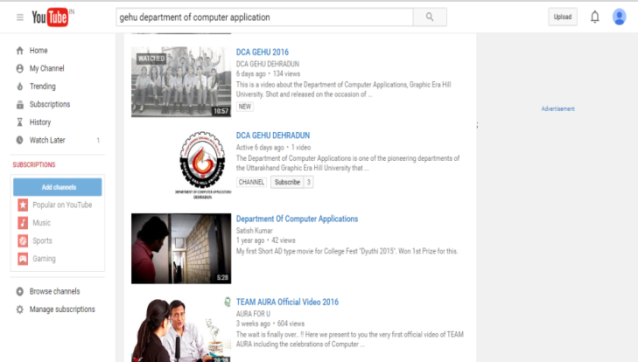 YouTube IN
gehu department of computer application
Upload
Home
My Channel
Trending
Subscriptions
History
Watch Later 1
SUBSCRIPTIONS
Add channels
Popular on YouTube
Music
Sports
Gaming
Browse channels
Manage subscriptions
WATCHED
10:57
DCA GEHU 2016
DCA GEHU DEHRADUN
6 days ago • 134 views
This is a video about the Department of Computer Applications, Graphic Era Hill
University. Shot and released on the occasion of ...
NEW
DEPARTMENT OF COMPUTER APPLICATIONS
DEHRADUN
DCA GEHU DEHRADUN
Active 6 days ago • 1 video
The Department of Computer Applications is one of the pioneering departments of
the Uttarakhand Graphic Era Hill University that ...
CHANNEL Subscribe 3
5:28
Department Of Computer Applications
Satish Kumar
1 year ago • 42 views
My first Short AD type movie for College Fest "Dyuthi 2015". Won 1st Prize for this.
TEAM AURA Official Video 2016
AURA FOR U
3 weeks ago • 604 views
The wait is finally over.. !! Here we present to you the very first official video of TEAM
AURA including the celebrations of Computer ...
Advertisement
;